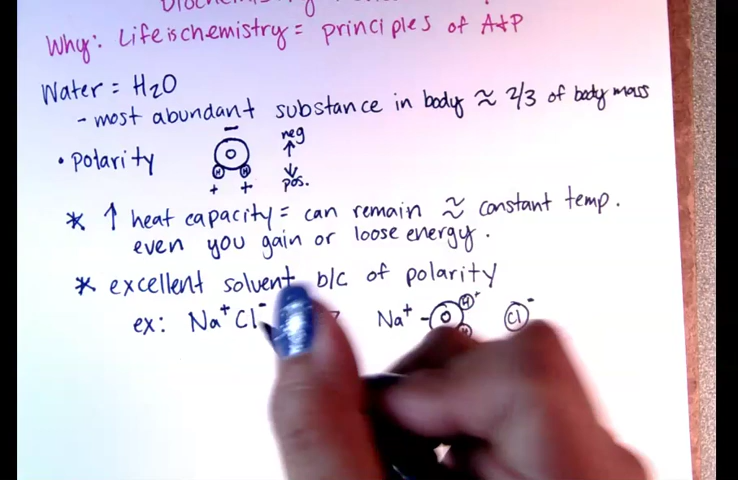 Biochemistry
Why: Life is chemistry = principles of A+P
Water = H2O
- most abundant substance in body ≈ 2/3 of body mass
• polarity
− neg
O
↑
↓
H H
+ + pos.
* ↑ heat capacity = can remain ≈ constant temp.
even you gain or loose energy.
* excellent solvent b/c of polarity
ex: Na+ Cl- Na+ - O H+ H Cl-